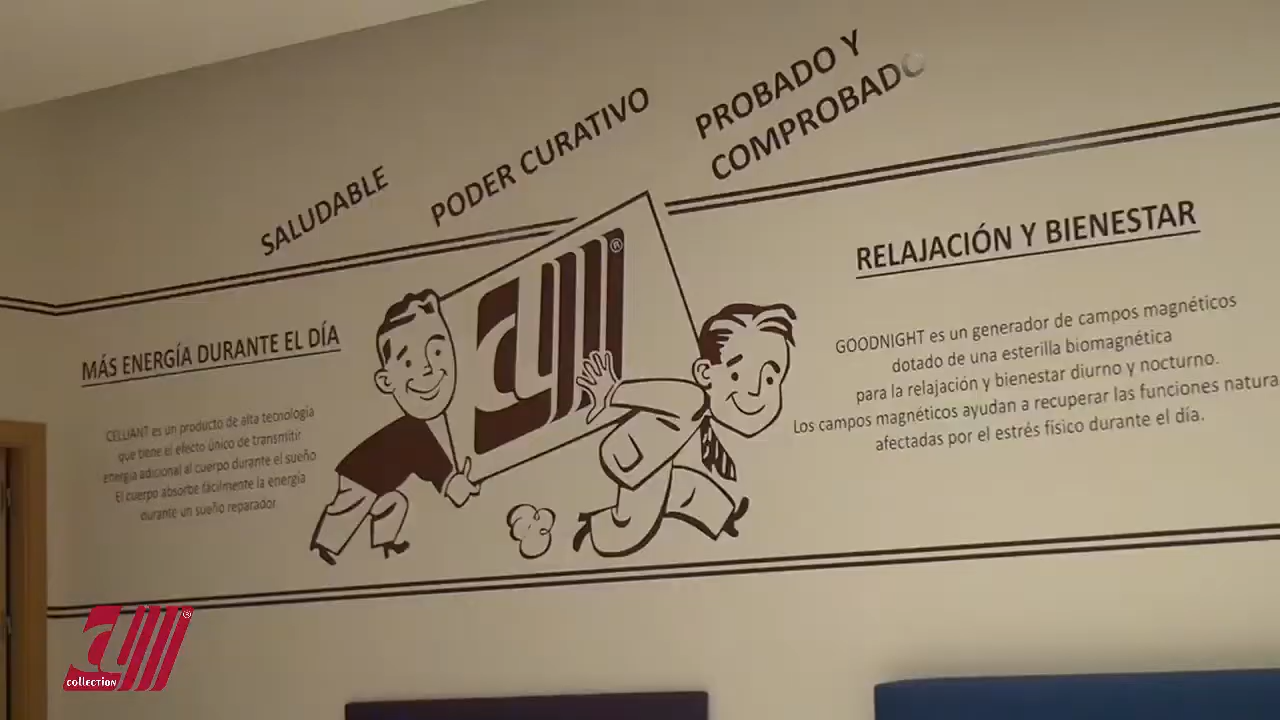 SALUDABLE
PODER CURATIVO
PROBADO Y
COMPROBADO
MÁS ENERGÍA DURANTE EL DÍA
CELLIANT es un producto de alta tecnología
que tiene el efecto único de transmitir
energía adicional al cuerpo durante el sueño
El cuerpo absorbe fácilmente la energía
durante un sueño reparador
®
RELAJACIÓN Y BIENESTAR
GOODNIGHT es un generador de campos magnéticos
dotado de una esterilla biomagnética
para la relajación y bienestar diurno y nocturno.
Los campos magnéticos ayudan a recuperar las funciones natura
afectadas por el estrés físico durante el día.
®
collection